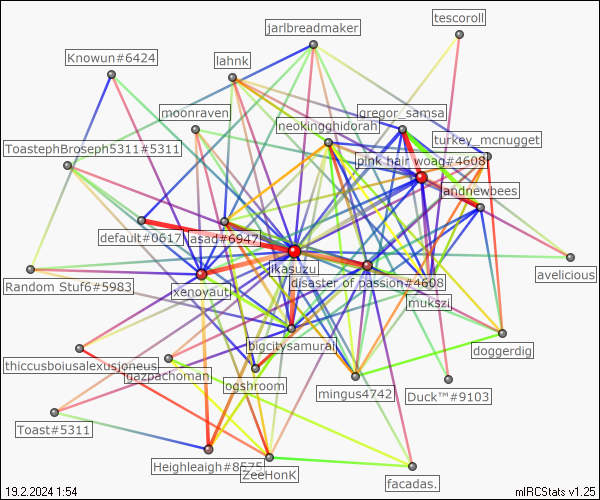 tescoroll
jarlbreadmaker
Knowun#6424
lahnk
moonraven
gregor_samsa
neokingghidorah
turkey_mcnugget
ToastephBroseph5311#5311
pink hair woag#4608
andnewbees
default#0617
vasad#6947
ikasuzu
avelicious
disaster of passion#4608
Random Stuf6#5983
xenoyaut
mukszi
bigcitysamurai
doggerdig
thiccusboiusalexusjoneus
gazpachoman
ogshroom
mingus4742
Duck™#9103
Toast#5311
Heighleaigh#8575
ZeeHonK
facadas.
19.2.2024 1:54
mIRCStats v1.25